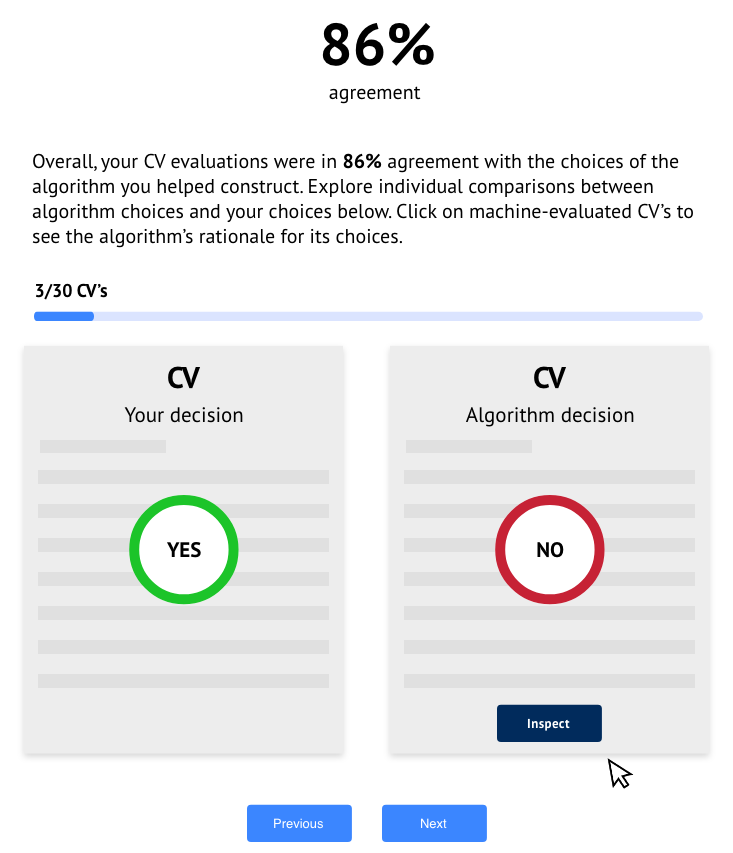 86%
agreement
Overall, your CV evaluations were in 86% agreement with the choices of the
algorithm you helped construct. Explore individual comparisons between
algorithm choices and your choices below. Click on machine-evaluated CV's to
see the algorithm's rationale for its choices.
3/30 CV's
CV
Your decision
YES
CV
Algorithm decision
NO
Inspect
Previous
Next